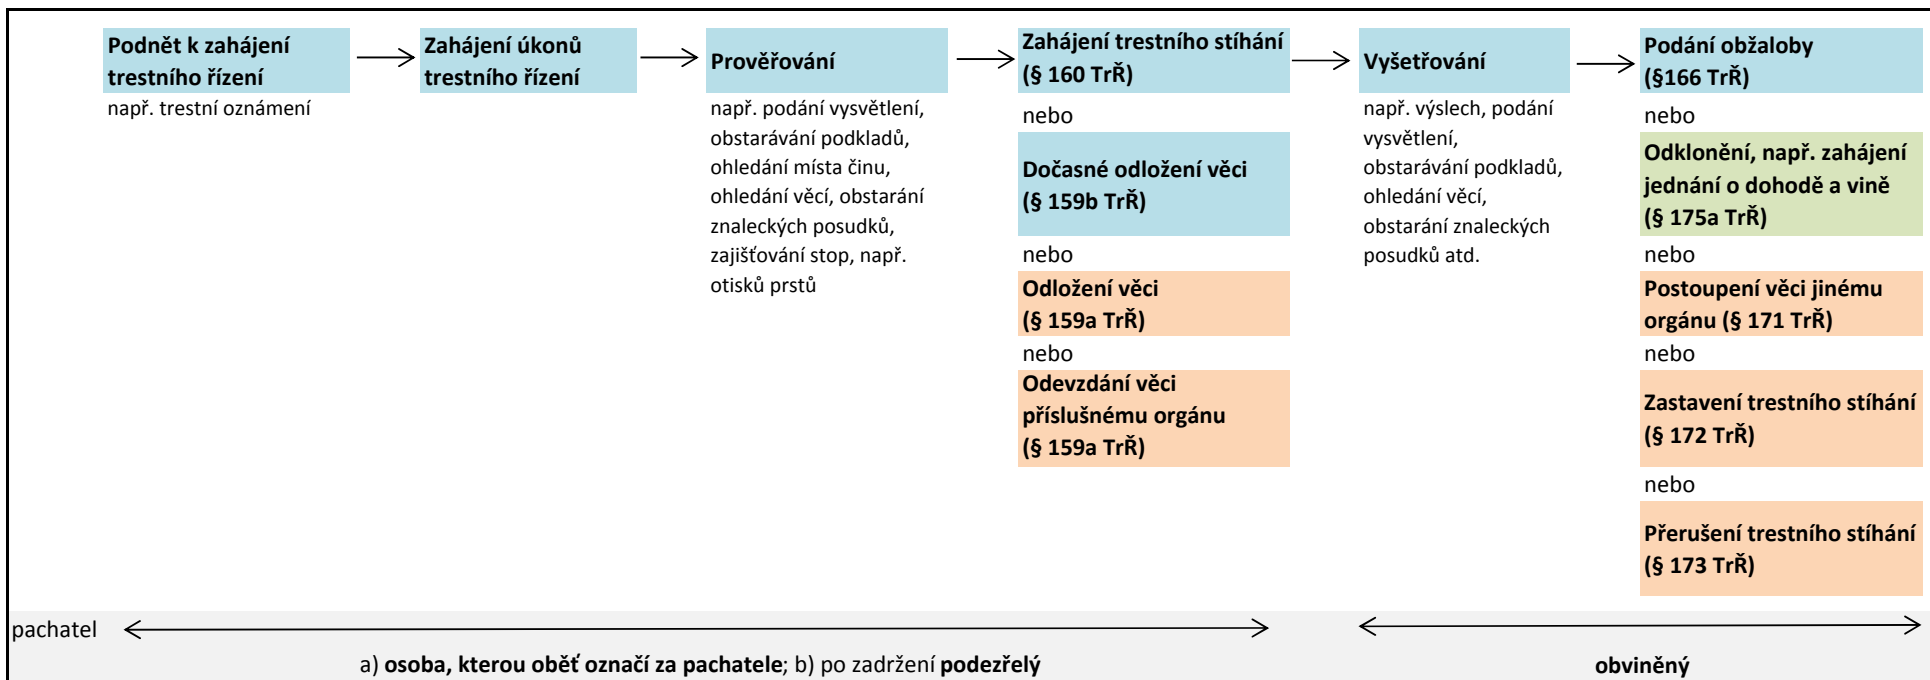 Podnět k zahájení
trestního řízení
např. trestní oznámení
Zahájení úkonů
trestního řízení
Prověřování
např. podání vysvětlení,
obstarávání podkladů,
ohledání místa činu,
ohledání věcí, obstarání
znaleckých posudků,
zajišťování stop, např.
otisků prstů
Zahájení trestního stíhání
(§ 160 TrŘ)
nebo
Dočasné odložení věci
(§ 159b TrŘ)
nebo
Odložení věci
(§ 159a TrŘ)
nebo
Odevzdání věci
příslušnému orgánu
(§ 159a TrŘ)
Vyšetřování
např. výslech, podání
vysvětlení,
obstarávání podkladů,
ohledání věcí,
obstarání znaleckých
posudků atd.
Podání obžaloby
(§166 TrŘ)
nebo
Odklonění, např. zahájení
jednání o dohodě a vině
(§ 175a TrŘ)
nebo
Postoupení věci jinému
orgánu (§ 171 TrŘ)
nebo
Zastavení trestního stíhání
(§ 172 TrŘ)
nebo
Přerušení trestního stíhání
(§ 173 TrŘ)
pachatel
a) osoba, kterou oběť označí za pachatele; b) po zadržení podezřelý
obviněný